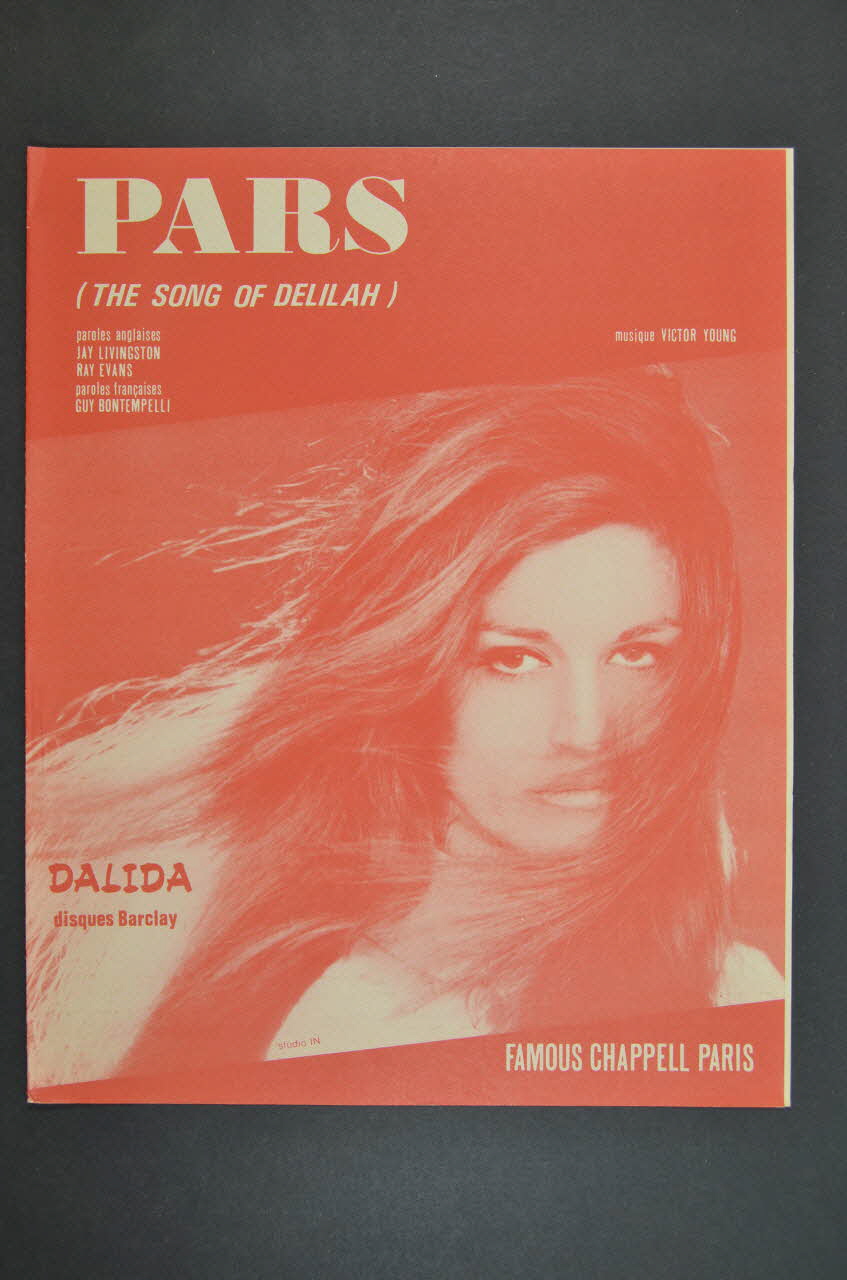 PARS
(THE SONG OF DELILAH)
paroles anglaises
JAY LIVINGSTON
RAY EVANS
paroles françaises
GUY BONTEMPELLI
musique VICTOR YOUNG
DALIDA
disques Barclay
studio IN
FAMOUS CHAPPELL PARIS